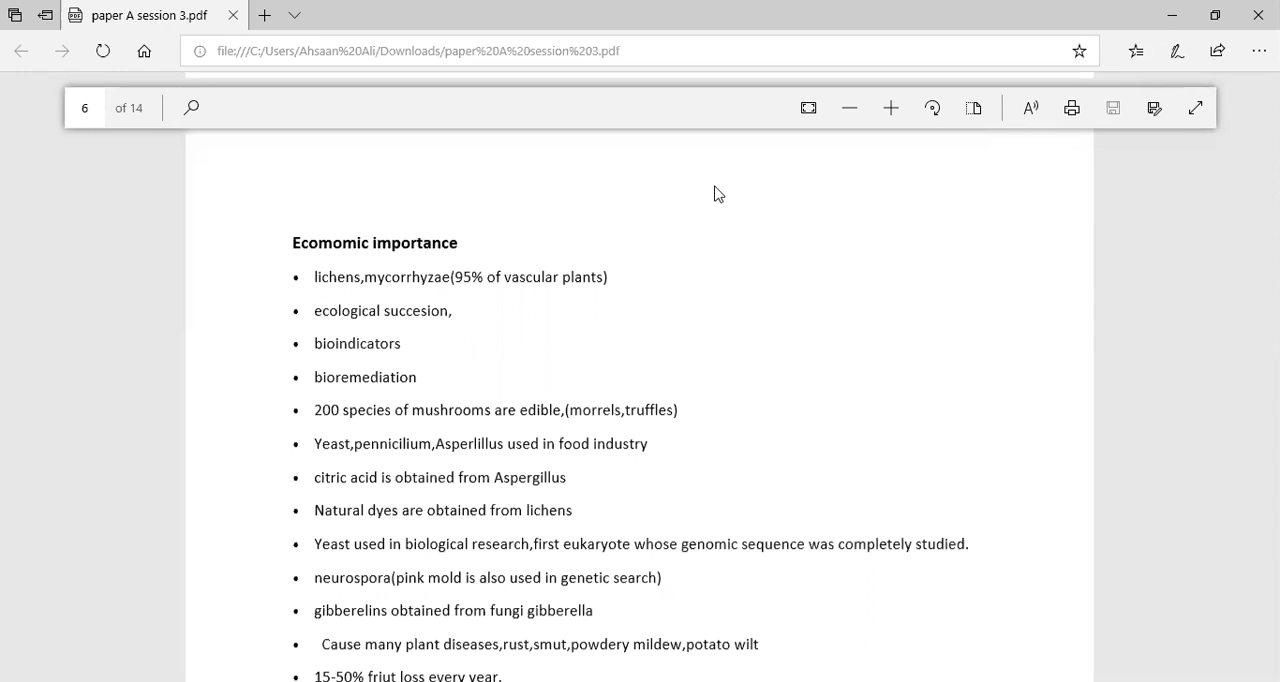 paper A session 3.pdf
file:///C:/Users/Ahsaan%20Ali/Downloads/paper%20A%20session%203.pdf
6 of 14
Ecomomic importance
• lichens,mycorrhyzae(95% of vascular plants)
• ecological succesion,
• bioindicators
• bioremediation
• 200 species of mushrooms are edible,(morrels,truffles)
• Yeast,pennicilium,Asperlillus used in food industry
• citric acid is obtained from Aspergillus
• Natural dyes are obtained from lichens
• Yeast used in biological research,first eukaryote whose genomic sequence was completely studied.
• neurospora(pink mold is also used in genetic search)
• gibberelins obtained from fungi gibberella
• Cause many plant diseases,rust,smut,powdery mildew,potato wilt
• 15-50% friut loss every year.